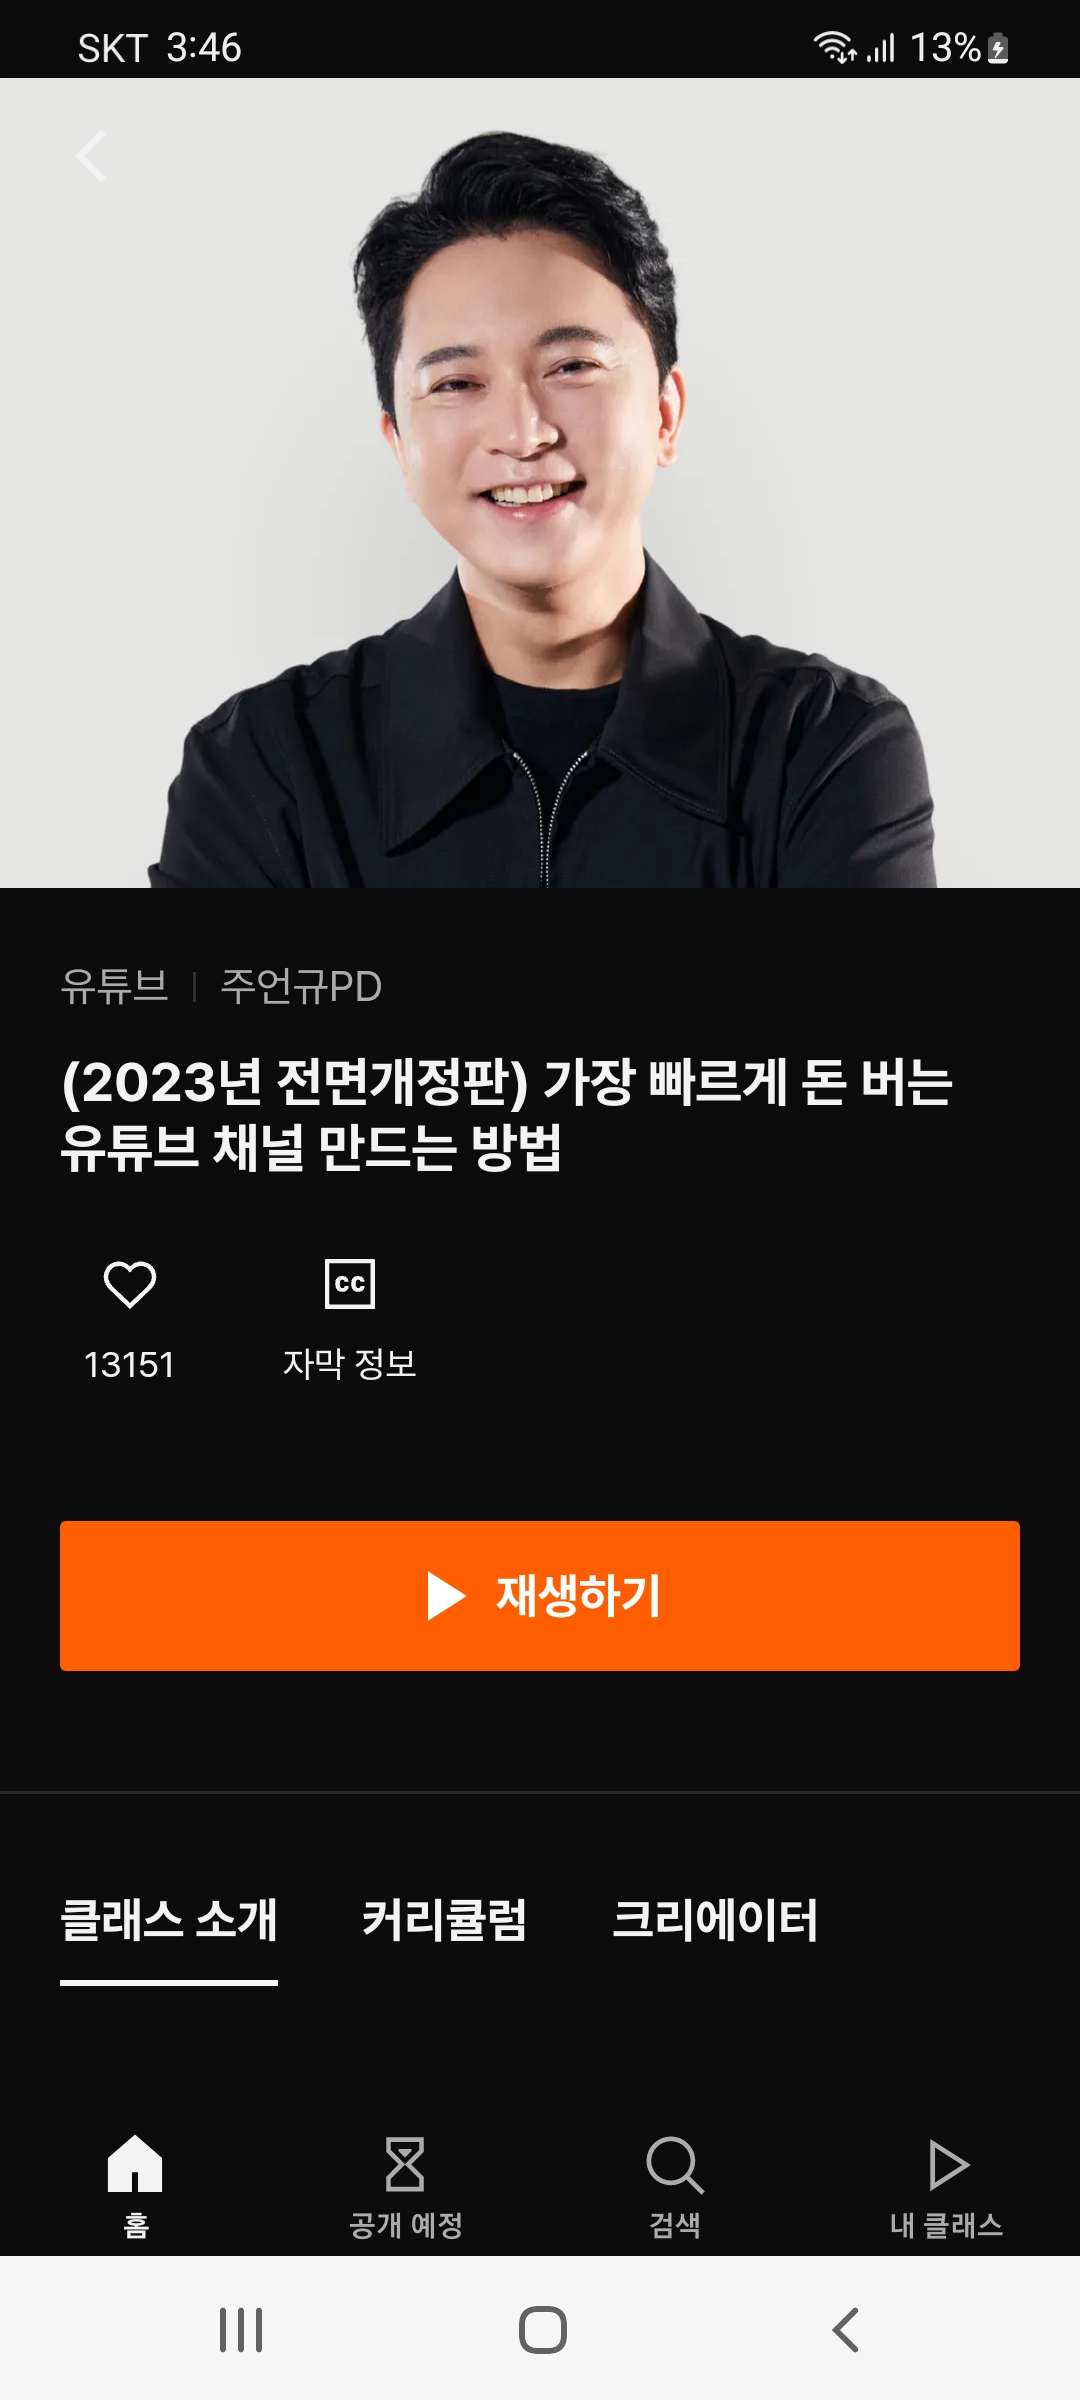 SKT 3:46 13%
유튜브 | 주언규PD
(2023년 전면개정판) 가장 빠르게 돈 버는
유튜브 채널 만드는 방법
CC
13151 자막 정보
재생하기
클래스 소개 커리큘럼 크리에이터
홈 공개 예정 검색 내 클래스